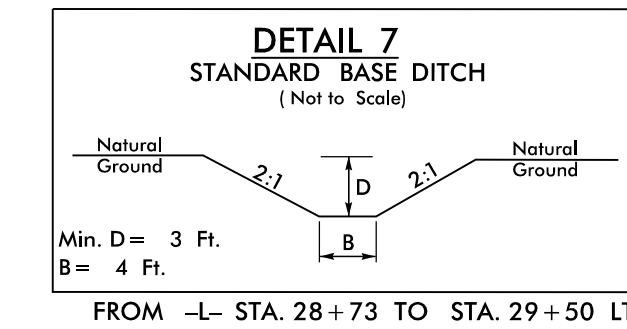 DETAIL 7
STANDARD BASE DITCH
( Not to Scale)
Natural
Ground
2:1
D
2:1
Natural
Ground
B
Min. D = 3 Ft.
B = 4 Ft.
FROM -L- STA. 28+73 TO STA. 29+50 LT